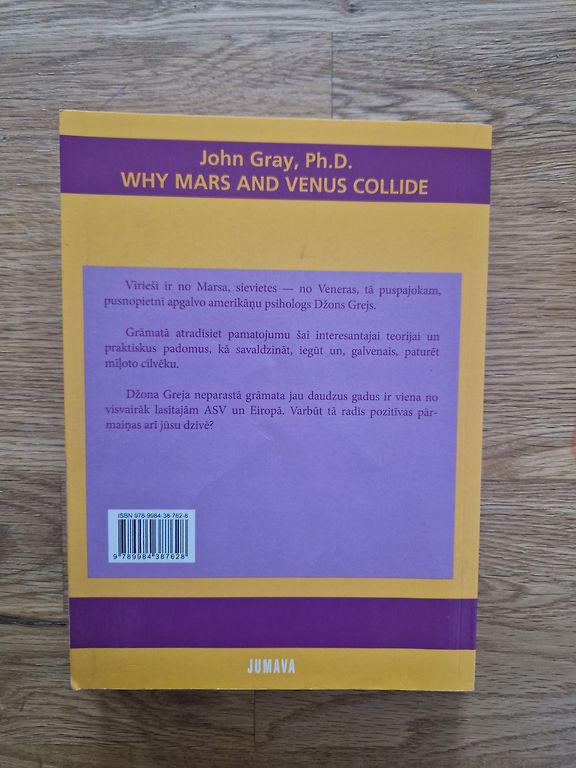 John Gray, Ph.D.
WHY MARS AND VENUS COLLIDE
Vīrieši ir no Marsa, sievietes — no Veneras, tā puspajokam,
pusnopietni apgalvo amerikāņu psihologs Džons Grejs.
Grāmatā atradīsiet pamatojumu šai interesantajai teorijai un
praktiskus padomus, kā savaldzināt, iegūt un, galvenais, paturēt
mīļoto cilvēku.
Džona Greja neparastā grāmata jau daudzus gadus ir viena no
visvairāk lasītajām ASV un Eiropā. Varbūt tā radīs pozitīvas pār-
maiņas arī jūsu dzīvē?
ISBN 978-9984-38-762-8
9 789984 387628
JUMAVA